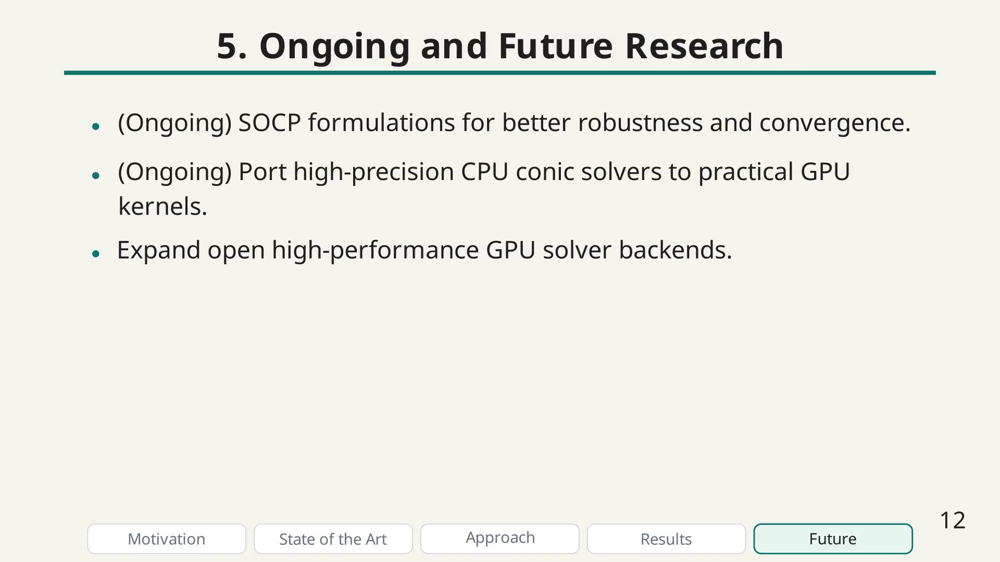 5. Ongoing and Future Research
• (Ongoing) SOCP formulations for better robustness and convergence.
• (Ongoing) Port high-precision CPU conic solvers to practical GPU
kernels.
• Expand open high-performance GPU solver backends.
12
Motivation
State of the Art
Approach
Results
Future